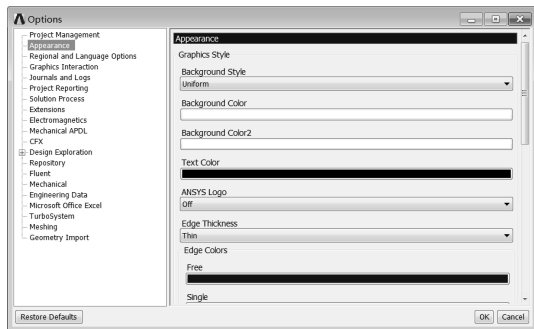 Options
Project Management
Appearance
Regional and Language Options
Graphics Interaction
Journals and Logs
Project Reporting
Solution Process
Extensions
Electromagnetics
Mechanical APDL
CFX
Design Exploration
Repository
Fluent
Mechanical
Engineering Data
Microsoft Office Excel
TurboSystem
Meshing
Geometry Import
Appearance
Graphics Style
Background Style
Uniform
Background Color
Background Color2
Text Color
ANSYS Logo
Off
Edge Thickness
Thin
Edge Colors
Free
Single
Restore Defaults
OK
Cancel